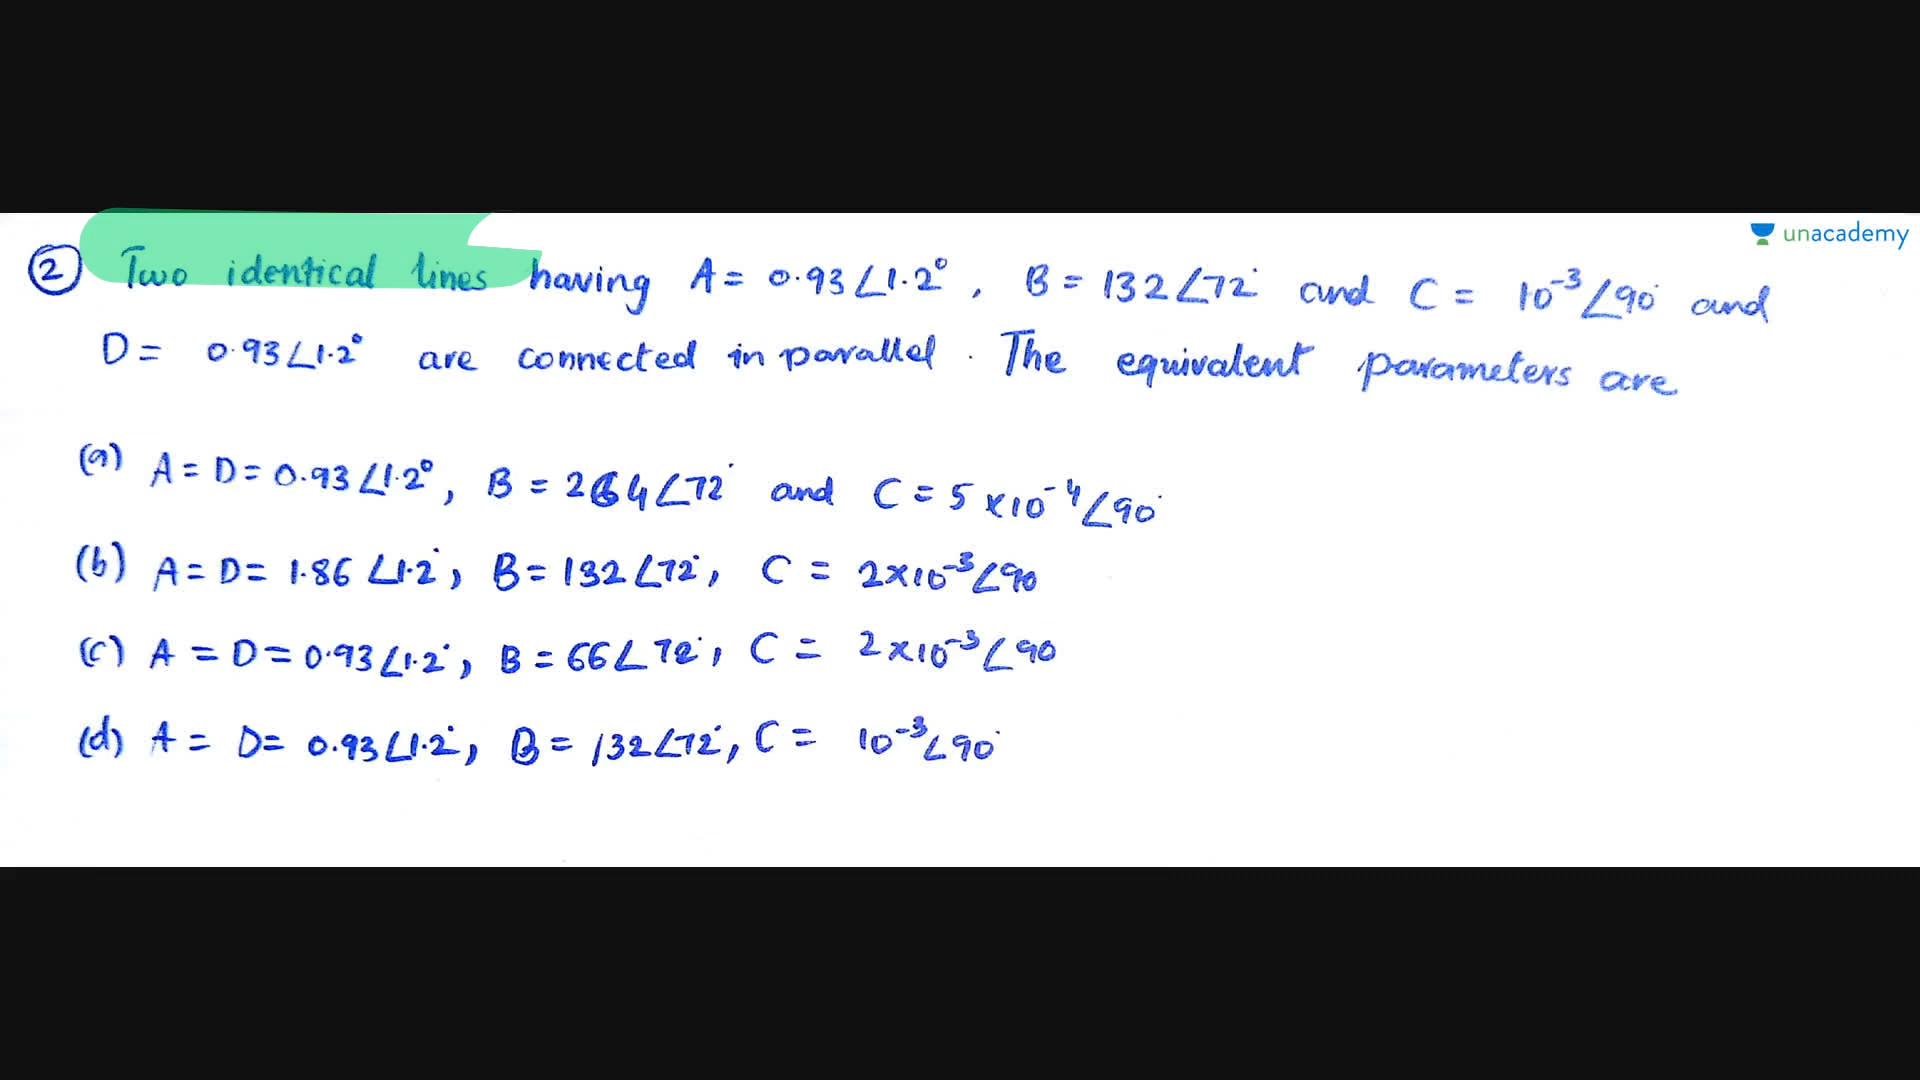 unacademy
② Two identical lines having A = 0.93∠1.2°, B = 132∠72° and C = 10⁻³∠90° and
D = 0.93∠1.2° are connected in parallel. The equivalent parameters are
(a) A = D = 0.93∠1.2°, B = 264∠72° and C = 5×10⁻⁴∠90°
(b) A = D = 1.86∠1.2°, B = 132∠72°, C = 2×10⁻³∠90
(c) A = D = 0.93∠1.2°, B = 66∠72°, C = 2×10⁻³∠90
(d) A = D = 0.93∠1.2°, B = 132∠72°, C = 10⁻³∠90°